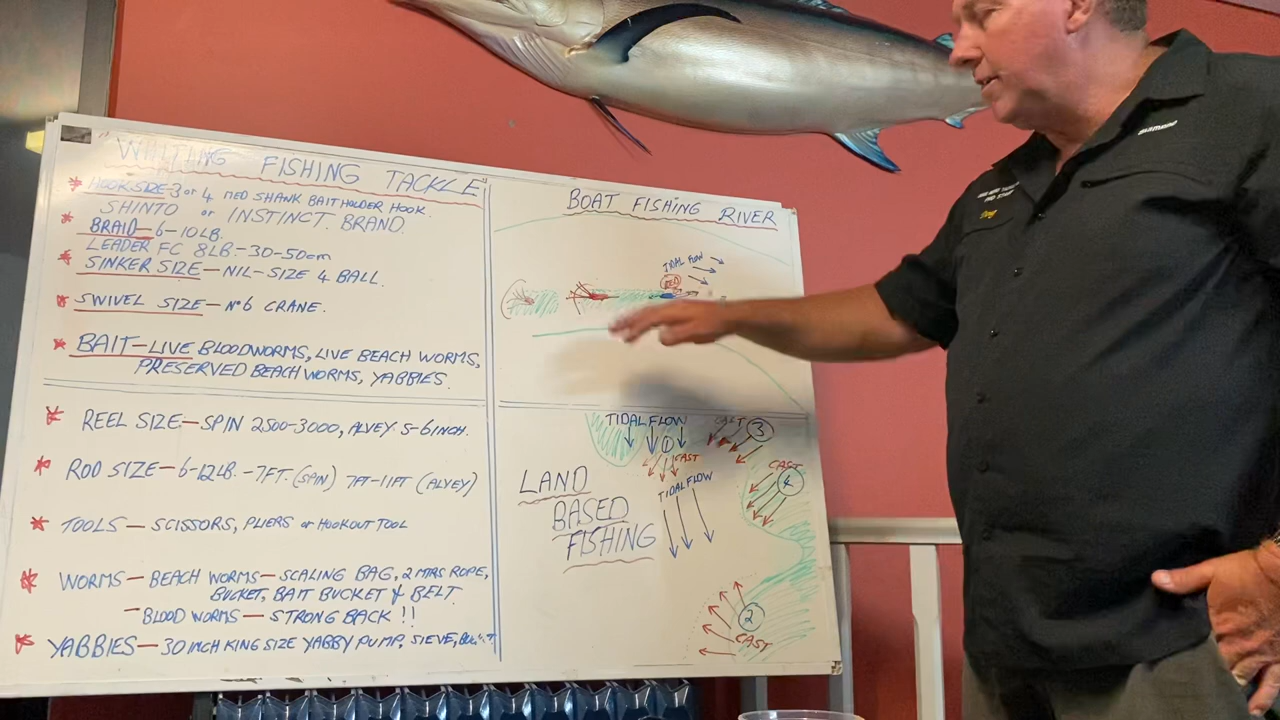 "WHITING FISHING TACKLE"
* HOOK SIZE-3 or 4 MED SHANK BAITHOLDER HOOK.
SHINTO or INSTINCT. BRAND.
* BRAID-6-10LB.
LEADER FC 8LB-30-50cm
* SINKER SIZE-NIL-SIZE 4 BALL.
* SWIVEL SIZE-Nº6 CRANE.
* BAIT-LIVE BLOODWORMS, LIVE BEACH WORMS,
PRESERVED BEACH WORMS, YABBIES.
* REEL SIZE-SPIN 2500-3000, ALVEY 5-6INCH.
* ROD SIZE-6-12LB.-7FT.(SPIN) 7FT-11FT (ALVEY)
* TOOLS-SCISSORS, PLIERS or HOOKOUT TOOL
* WORMS-BEACH WORMS-SCALING BAG, 2 MTRS ROPE,
BUCKET, BAIT BUCKET & BELT
-BLOOD WORMS-STRONG BACK!!
* YABBIES-30 INCH KING SIZE YABBY PUMP, SIEVE,
BOAT FISHING RIVER
TIDAL FLOW
TIDAL FLOW
1
CAST
CAST
3
CAST
4
TIDAL FLOW
LAND
BASED
FISHING
2
CAST
Doug